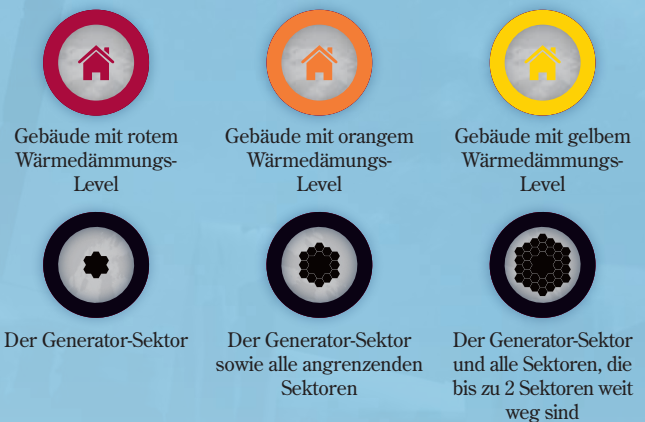 Gebäude mit rotem
Wärmedämmungs-
Level
Gebäude mit orangem
Wärmedämungs-
Level
Gebäude mit gelbem
Wärmedämmungs-
Level
Der Generator-Sektor
Der Generator-Sektor
sowie alle angrenzenden
Sektoren
Der Generator-Sektor
und alle Sektoren, die
bis zu 2 Sektoren weit
weg sind